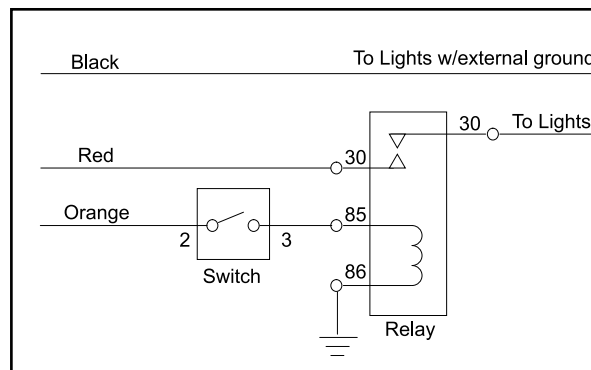 Black
To Lights w/external ground
30
To Lights
Red
30
Orange
85
2
3
Switch
86
Relay